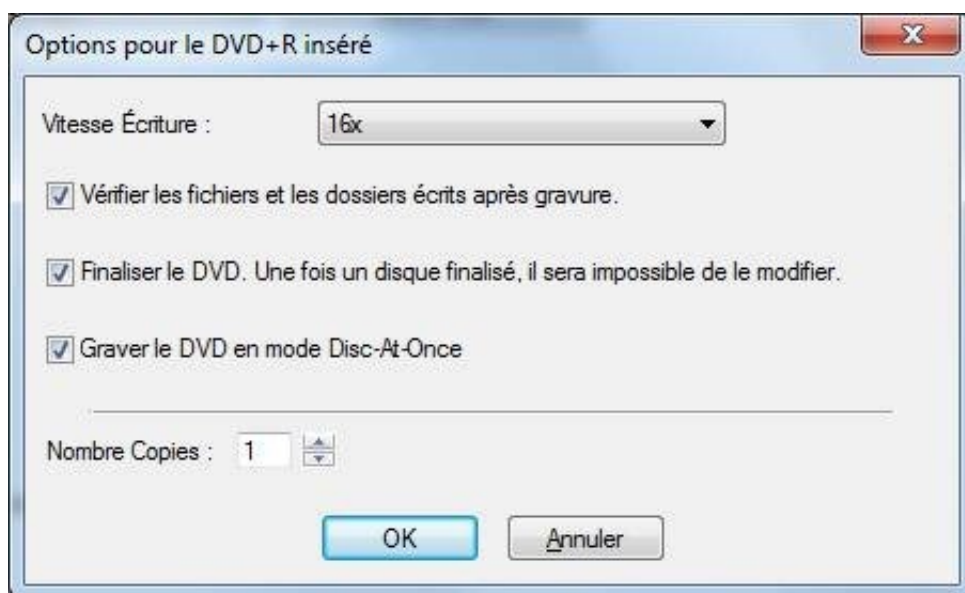 Options pour le DVD+R inséré
Vitesse Écriture : 16x
Vérifier les fichiers et les dossiers écrits après gravure.
Finaliser le DVD. Une fois un disque finalisé, il sera impossible de le modifier.
Graver le DVD en mode Disc-At-Once
Nombre Copies : 1
OK Annuler